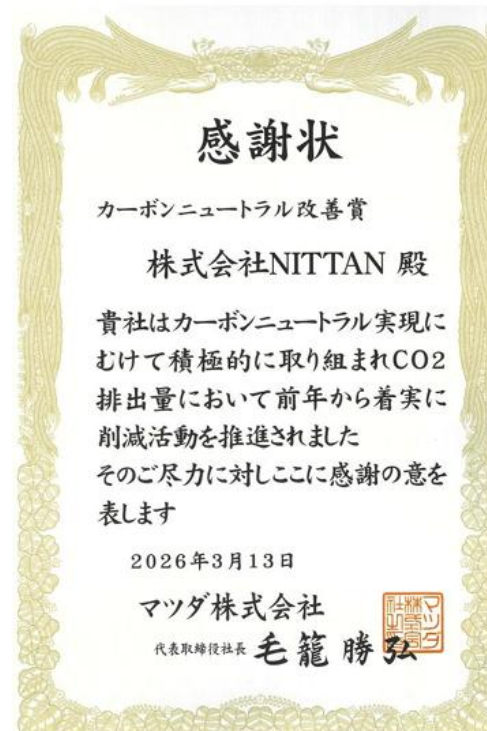 感謝状
カーボンニュートラル改善賞
株式会社NITTAN 殿
貴社はカーボンニュートラル実現に
むけて積極的に取り組まれCO2
排出量において前年から着実に
削減活動を推進されました
そのご尽力に対しここに感謝の意を
表します
2026年3月13日
マツダ株式会社
代表取締役社長 毛籠勝弘